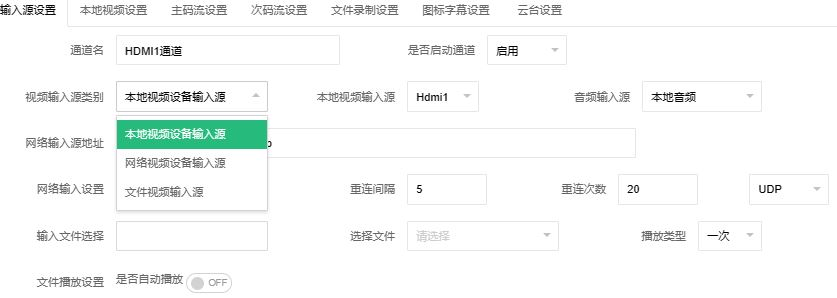 输入源设置 本地视频设置 主码流设置 次码流设置 文件录制设置 图标字幕设置 云台设置
通道名 HDMI1通道 是否启动通道 启用
视频输入源类别 本地视频设备输入源 本地视频输入源 Hdmi1 音频输入源 本地音频
本地视频设备输入源
网络输入源地址
网络视频设备输入源
文件视频输入源
网络输入设置 重连间隔 5 重连次数 20 UDP
输入文件选择 选择文件 请选择 播放类型 一次
文件播放设置 是否自动播放 OFF